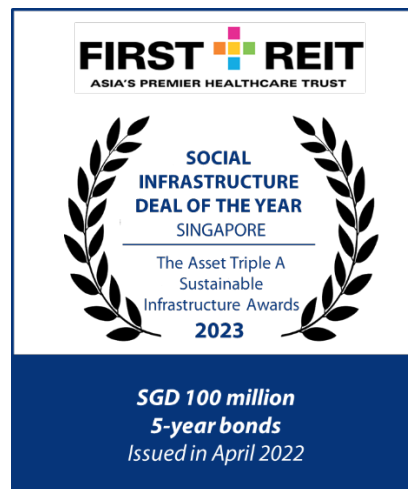 FIRST REIT
ASIA'S PREMIER HEALTHCARE TRUST
SOCIAL
INFRASTRUCTURE
DEAL OF THE YEAR
SINGAPORE
The Asset Triple A
Sustainable
Infrastructure Awards
2023
SGD 100 million
5-year bonds
Issued in April 2022